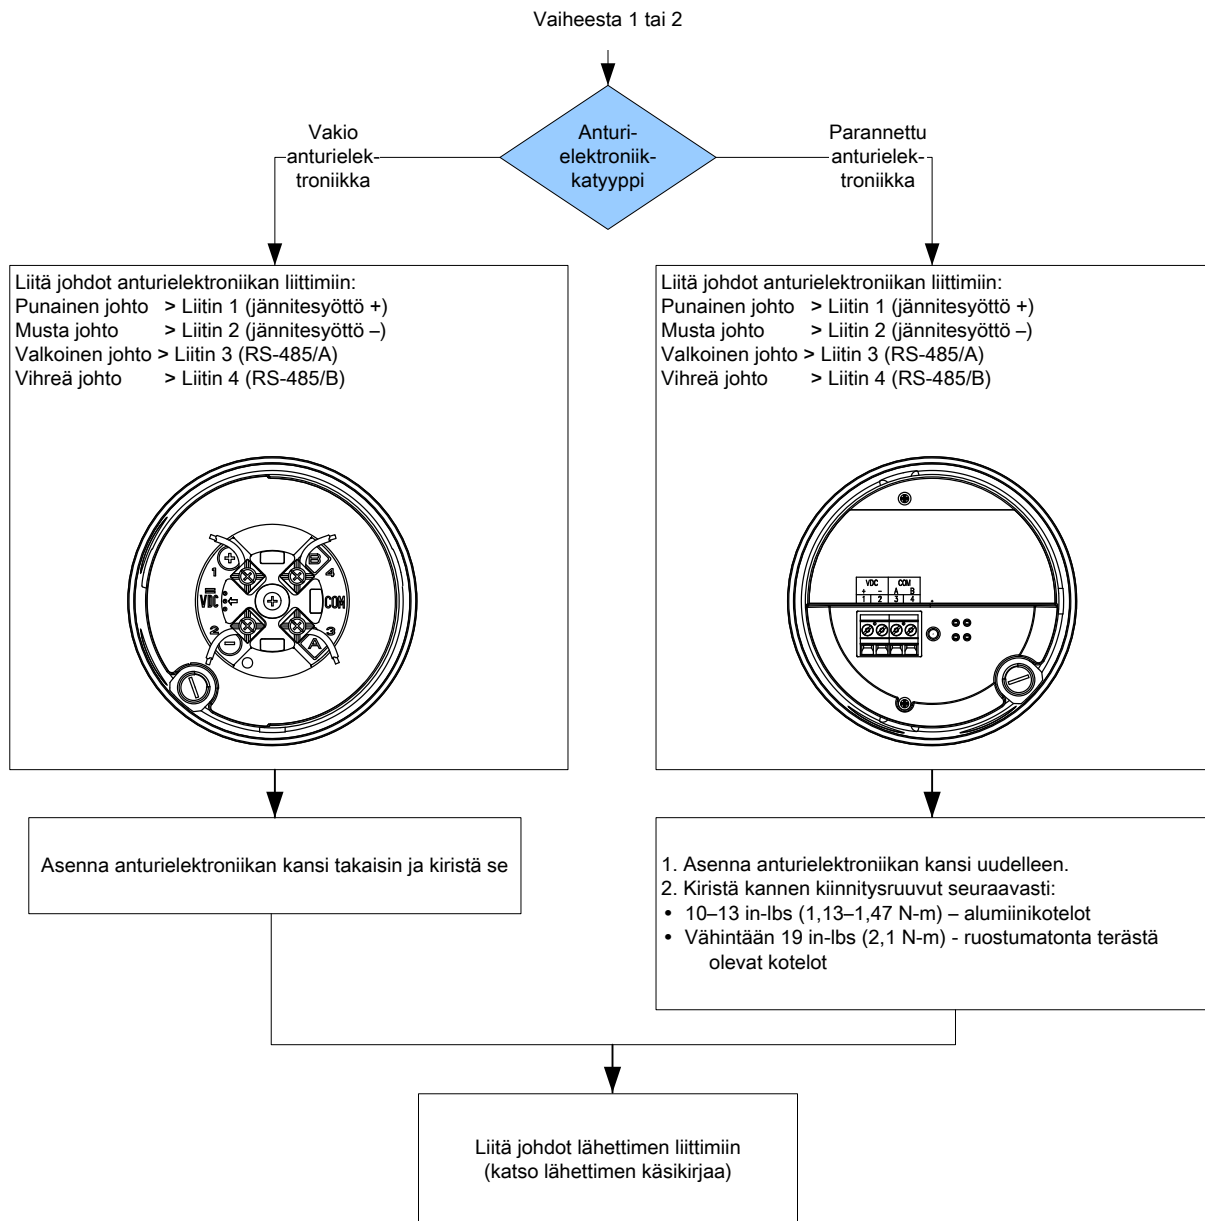 Vaiheesta 1 tai 2
Vakio
anturielek-
troniikka
Anturi-
elektroniik-
katyyppi
Parannettu
anturielek-
troniikka
Liitä johdot anturielektroniikan liittimiin:
Punainen johto > Liitin 1 (jännitesyöttö +)
Musta johto > Liitin 2 (jännitesyöttö –)
Valkoinen johto > Liitin 3 (RS-485/A)
Vihreä johto > Liitin 4 (RS-485/B)
+ B
1 4
VDC COM
2 3
– A
Liitä johdot anturielektroniikan liittimiin:
Punainen johto > Liitin 1 (jännitesyöttö +)
Musta johto > Liitin 2 (jännitesyöttö –)
Valkoinen johto > Liitin 3 (RS-485/A)
Vihreä johto > Liitin 4 (RS-485/B)
VDC COM
+ – A B
1 2 3 4
Asenna anturielektroniikan kansi takaisin ja kiristä se
1. Asenna anturielektroniikan kansi uudelleen.
2. Kiristä kannen kiinnitysruuvut seuraavasti:
• 10–13 in-lbs (1,13–1,47 N-m) – alumiinikotelot
• Vähintään 19 in-lbs (2,1 N-m) - ruostumatonta terästä
olevat kotelot
Liitä johdot lähettimen liittimiin
(katso lähettimen käsikirjaa)